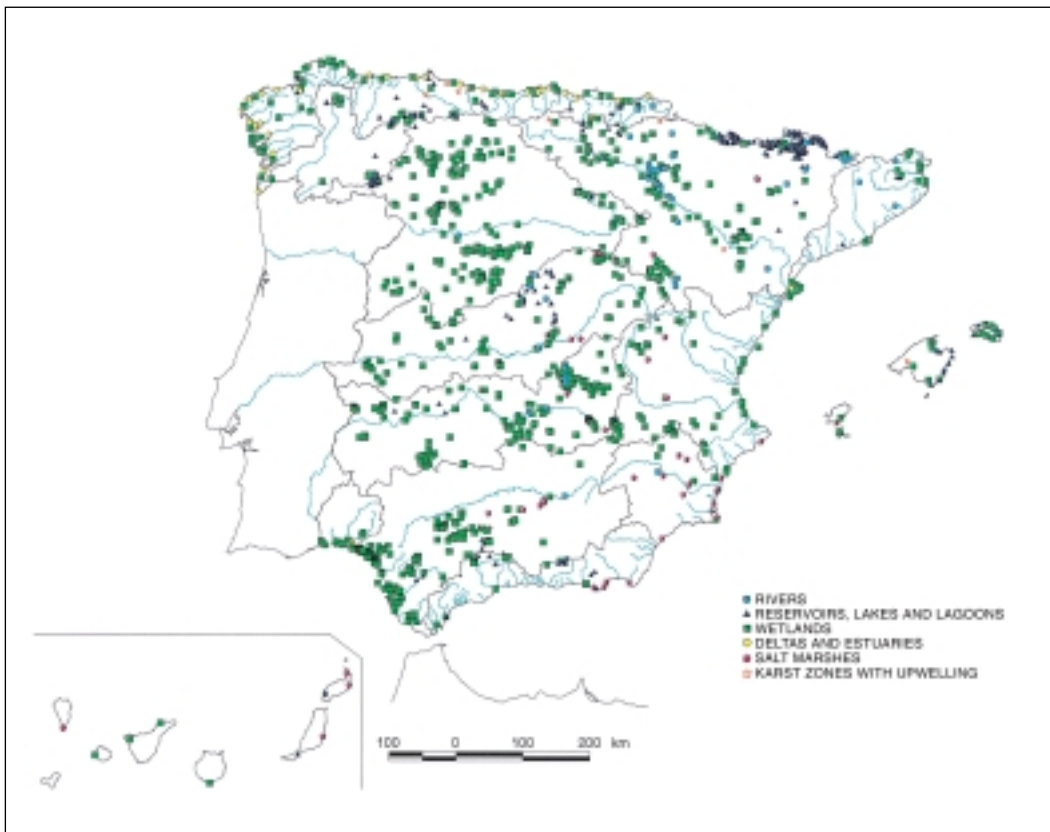 RIVERS
RESERVOIRS, LAKES AND LAGOONS
WETLANDS
DELTAS AND ESTUARIES
SALT MARSHES
KARST ZONES WITH UPWELLING
100 0 100 200 km